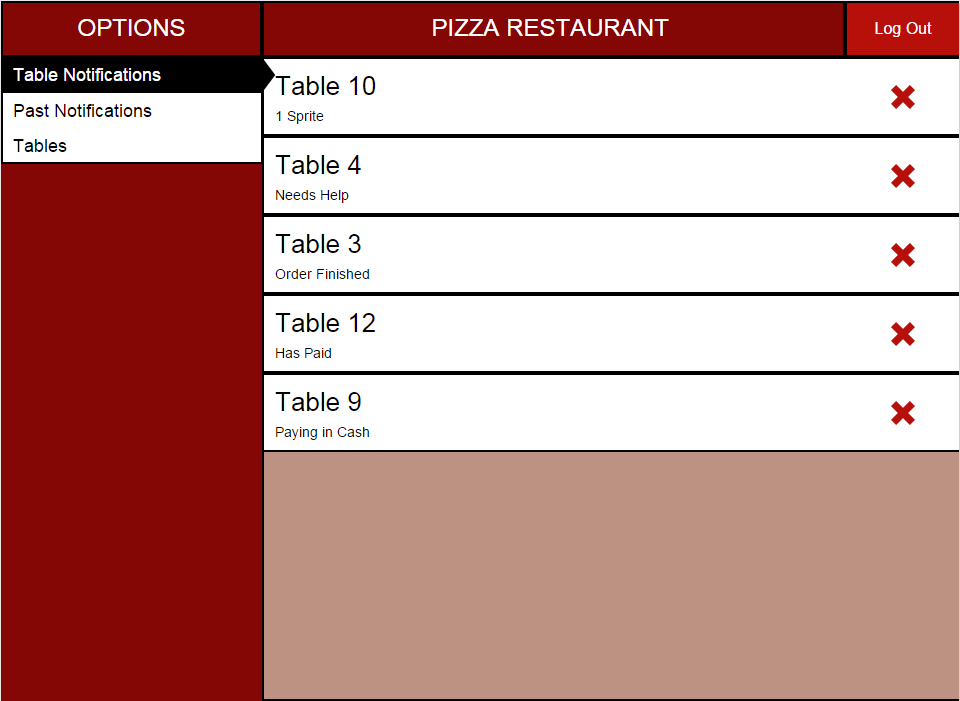 OPTIONS
PIZZA RESTAURANT
Log Out
Table Notifications
Past Notifications
Tables
Table 10
1 Sprite
Table 4
Needs Help
Table 3
Order Finished
Table 12
Has Paid
Table 9
Paying in Cash